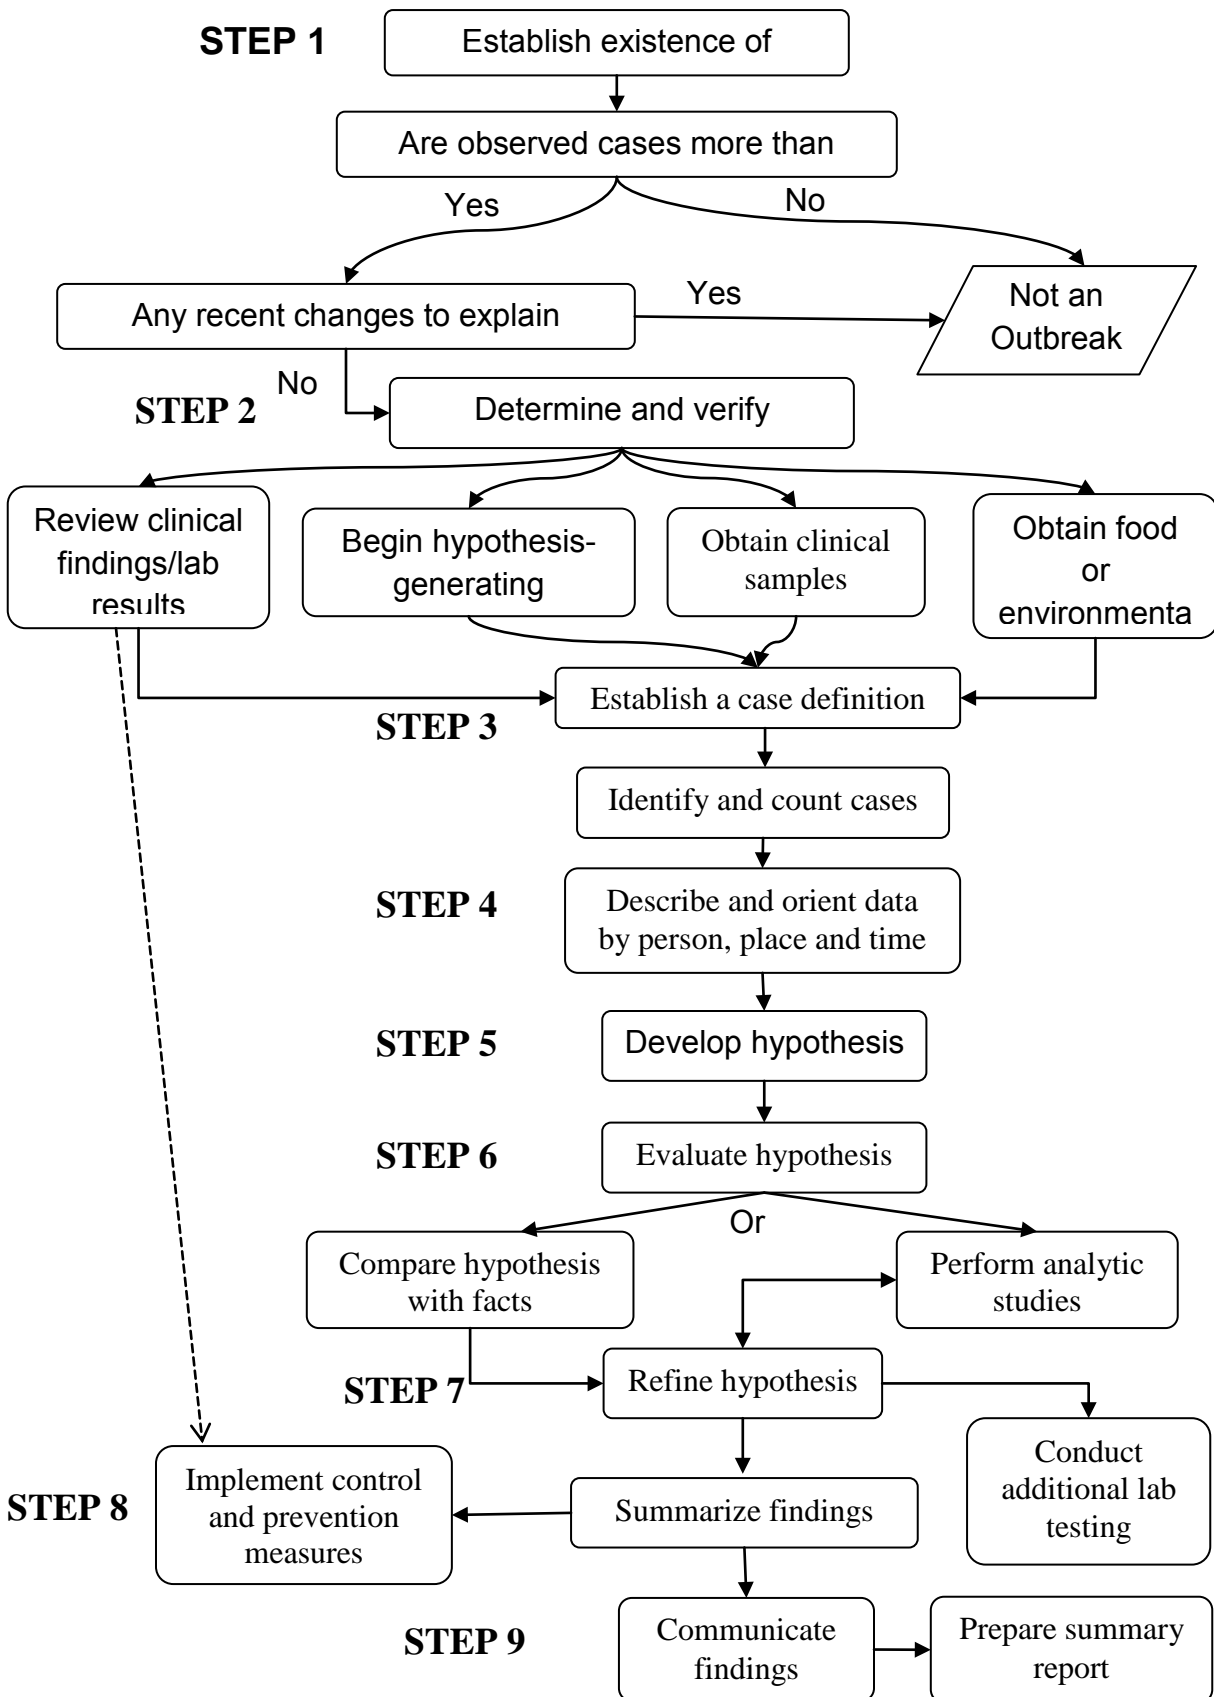 STEP 1
Establish existence of
Are observed cases more than
Yes
No
Any recent changes to explain
Yes
Not an
Outbreak
No
STEP 2
Determine and verify
Review clinical
findings/lab
results
Begin hypothesis-
generating
Obtain clinical
samples
Obtain food
or
environmenta
Establish a case definition
STEP 3
Identify and count cases
STEP 4
Describe and orient data
by person, place and time
STEP 5
Develop hypothesis
STEP 6
Evaluate hypothesis
Or
Compare hypothesis
with facts
Perform analytic
studies
STEP 7
Refine hypothesis
Conduct
additional lab
testing
STEP 8
Implement control
and prevention
measures
Summarize findings
STEP 9
Communicate
findings
Prepare summary
report